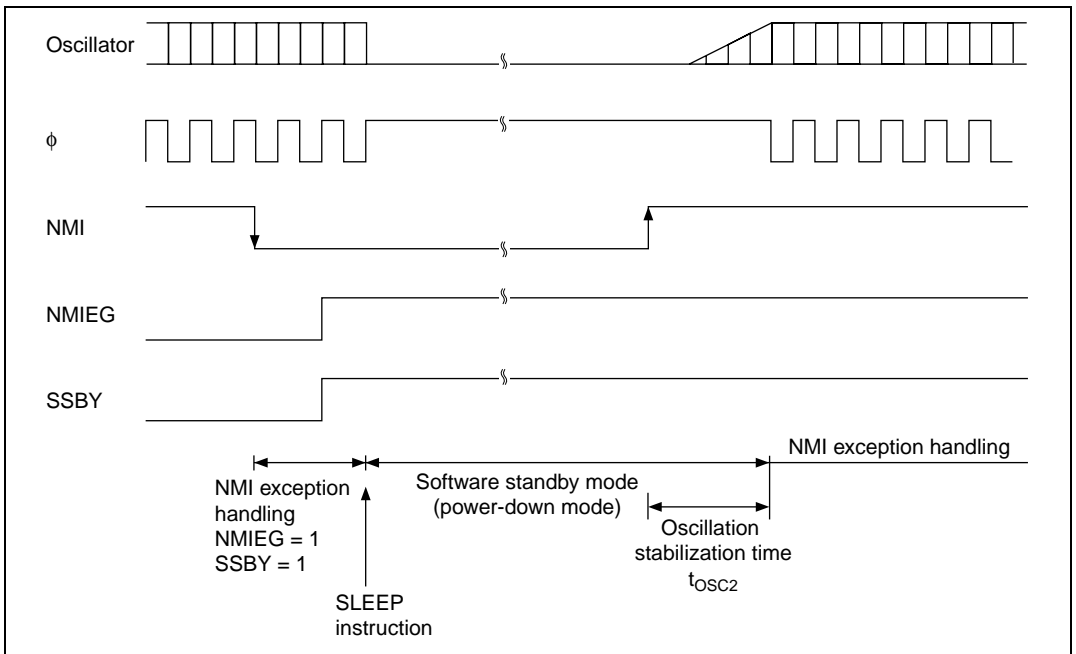 Oscillator
ϕ
NMI
NMIEG
SSBY
NMI exception handling
NMI exception
handling
NMIEG = 1
SSBY = 1
Software standby mode
(power-down mode)
Oscillation
stabilization time
tOSC2
SLEEP
instruction